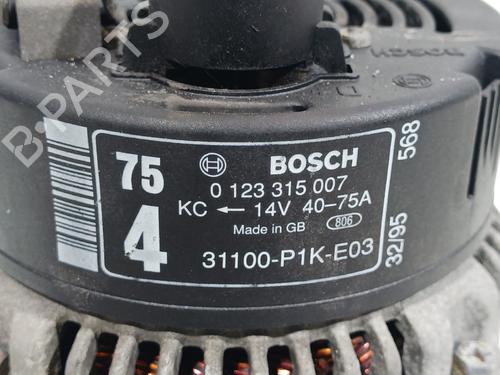 BOSCH
75
BOSCH
0 123 315 007
KC ← 14V 40-75A
Made in GB 806
4
31100-P1K-E03
32/95 568
B-PARTS